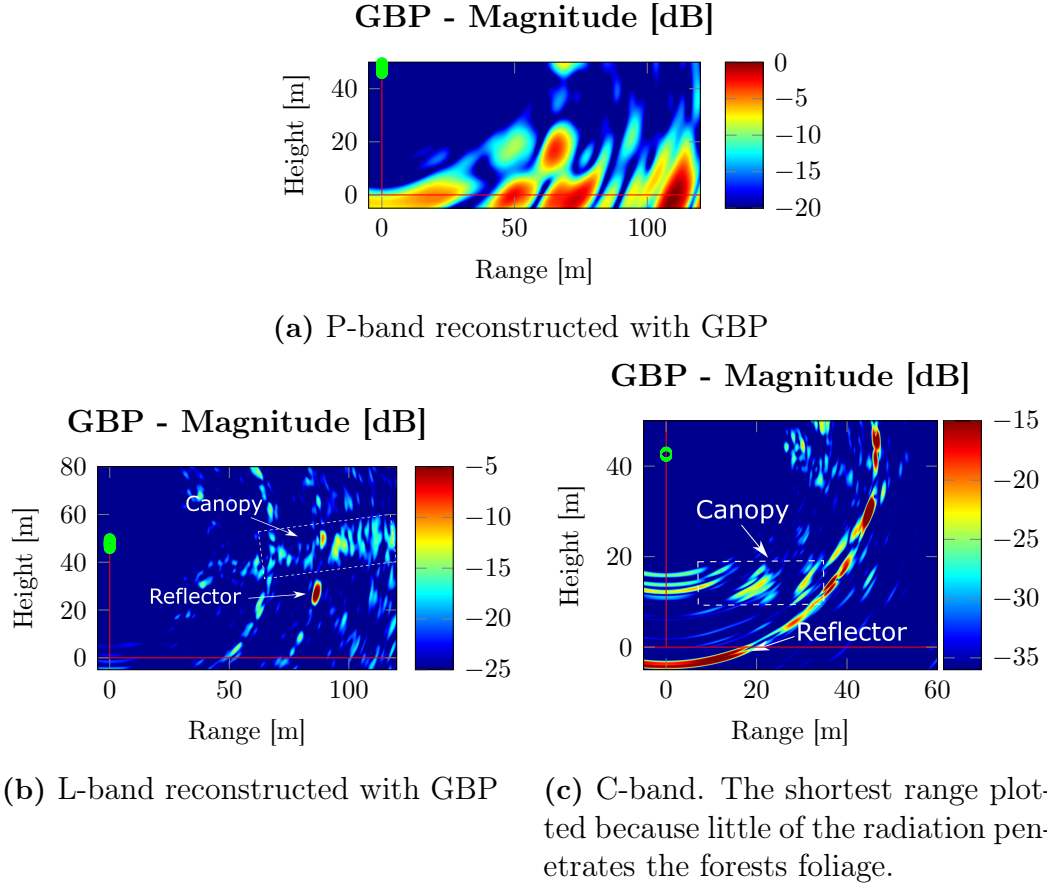 GBP - Magnitude [dB]
40
20
0
Height [m]
0
50
100
Range [m]
0
−5
−10
−15
−20
(a) P-band reconstructed with GBP
GBP - Magnitude [dB]
80
60
40
20
0
Height [m]
Canopy
Reflector
0
50
100
Range [m]
−5
−10
−15
−20
−25
(b) L-band reconstructed with GBP
GBP - Magnitude [dB]
40
20
0
Height [m]
Canopy
Reflector
0
20
40
60
Range [m]
−15
−20
−25
−30
−35
(c) C-band. The shortest range plot-
ted because little of the radiation pen-
etrates the forests foliage.